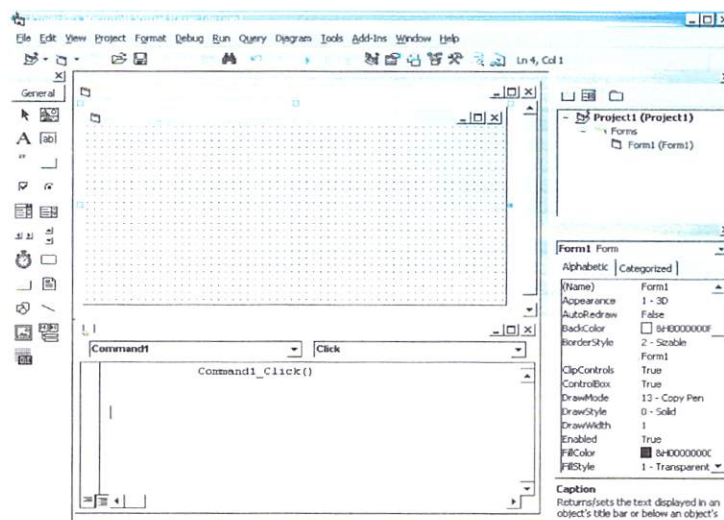 File Edit View Project Format Debug Run Query Diagram Tools Add-Ins Window Help
Ln 4, Col 1
General
A
ab
Project1 (Project1)
Forms
Form1 (Form1)
Form1 Form
Alphabetic
Categorized
(Name) Form1
Appearance 1 - 3D
AutoRedraw False
BackColor &H8000000F
BorderStyle 2 - Sizable
Form1
ClipControls True
ControlBox True
DrawMode 13 - Copy Pen
DrawStyle 0 - Solid
DrawWidth 1
Enabled True
FillColor &H0000000C
FillStyle 1 - Transparent
Command1
Click
Command1_Click()
Caption
Returns/sets the text displayed in an
object's title bar or below an object's